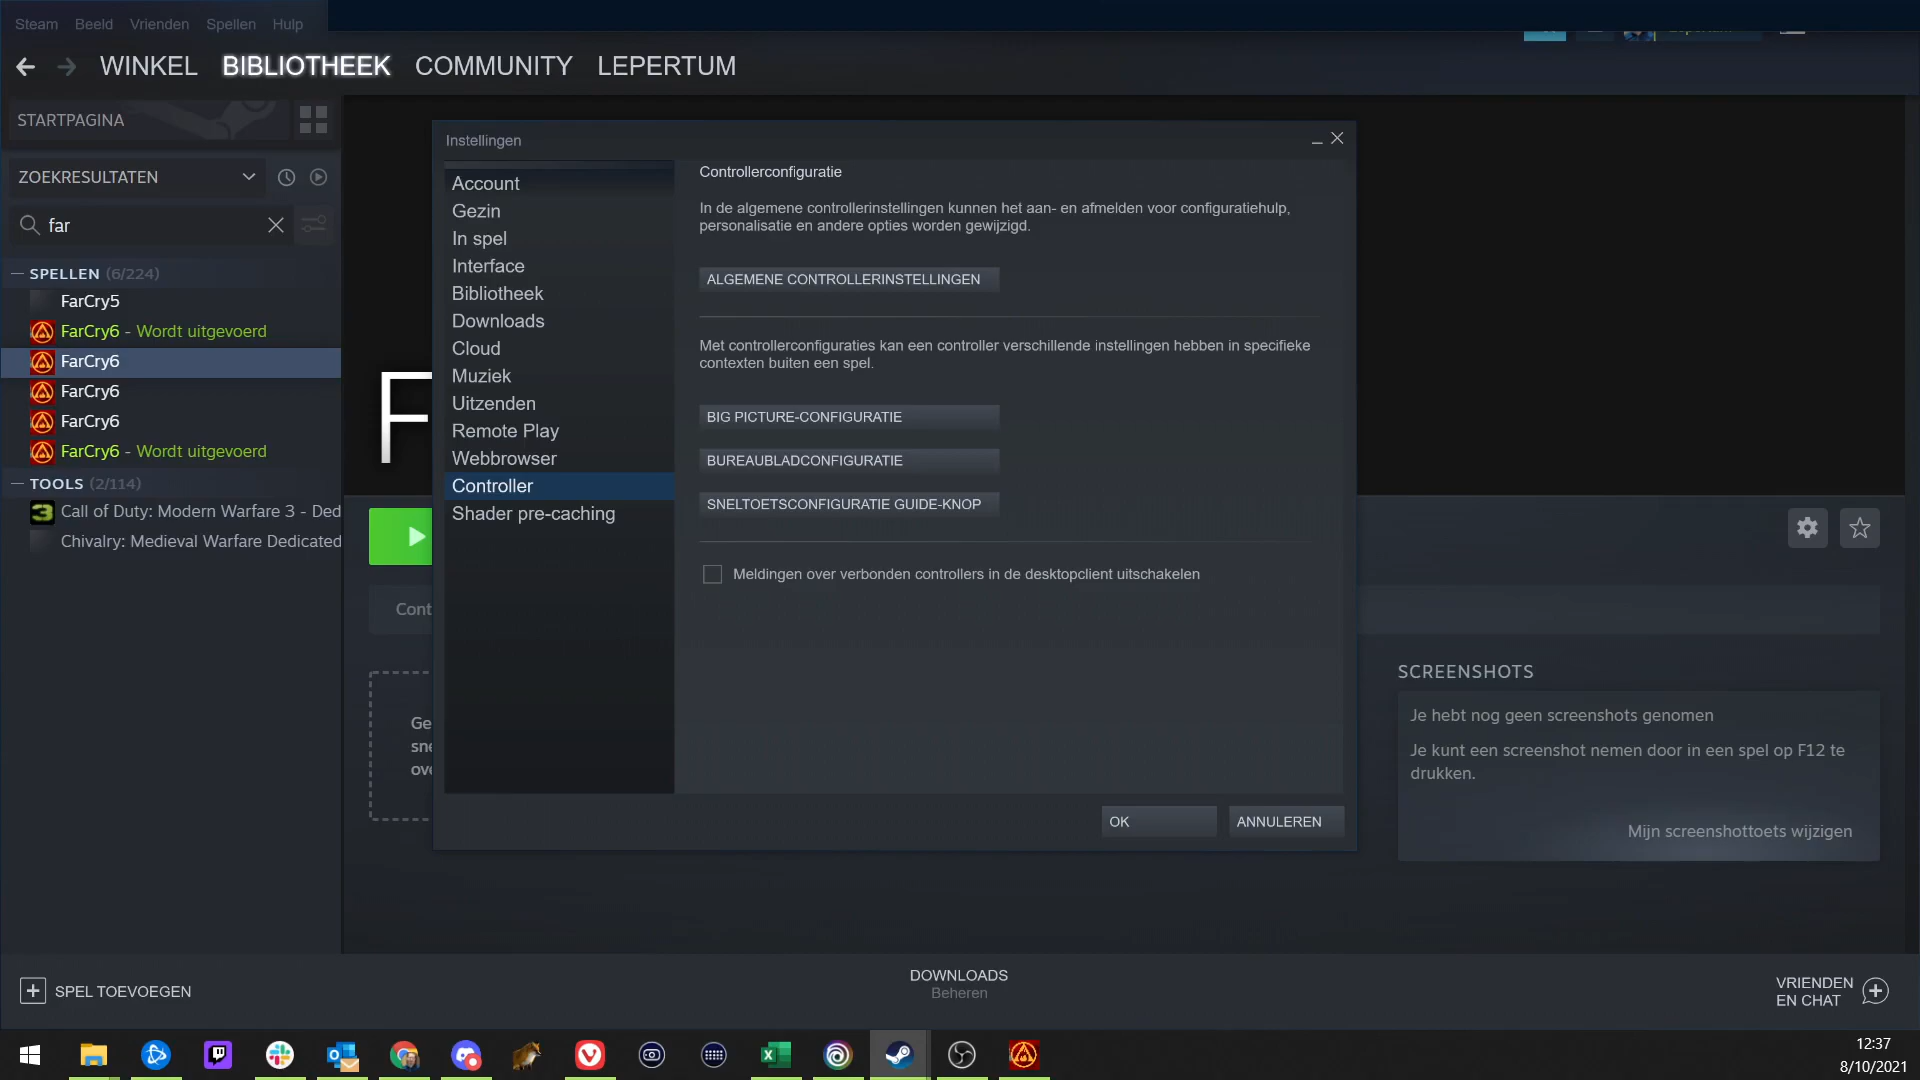 Steam Beeld Vrienden Spellen Hulp
WINKEL BIBLIOTHEEK COMMUNITY LEPERTUM
STARTPAGINA
ZOEKRESULTATEN
far
SPELLEN (6/224)
FarCry5
FarCry6 - Wordt uitgevoerd
FarCry6
FarCry6
FarCry6
FarCry6 - Wordt uitgevoerd
TOOLS (2/114)
Call of Duty: Modern Warfare 3 - Ded
Chivalry: Medieval Warfare Dedicated
F
Cont
Ge
sne
ove
Instellingen
Account
Gezin
In spel
Interface
Bibliotheek
Downloads
Cloud
Muziek
Uitzenden
Remote Play
Webbrowser
Controller
Shader pre-caching
Controllerconfiguratie
In de algemene controllerinstellingen kunnen het aan- en afmelden voor configuratiehulp,
personalisatie en andere opties worden gewijzigd.
ALGEMENE CONTROLLERINSTELLINGEN
Met controllerconfiguraties kan een controller verschillende instellingen hebben in specifieke
contexten buiten een spel.
BIG PICTURE-CONFIGURATIE
BUREAUBLADCONFIGURATIE
SNELTOETSCONFIGURATIE GUIDE-KNOP
Meldingen over verbonden controllers in de desktopclient uitschakelen
OK ANNULEREN
SCREENSHOTS
Je hebt nog geen screenshots genomen
Je kunt een screenshot nemen door in een spel op F12 te
drukken.
Mijn screenshottoets wijzigen
SPEL TOEVOEGEN
DOWNLOADS
Beheren
VRIENDEN
EN CHAT
12:37
8/10/2021